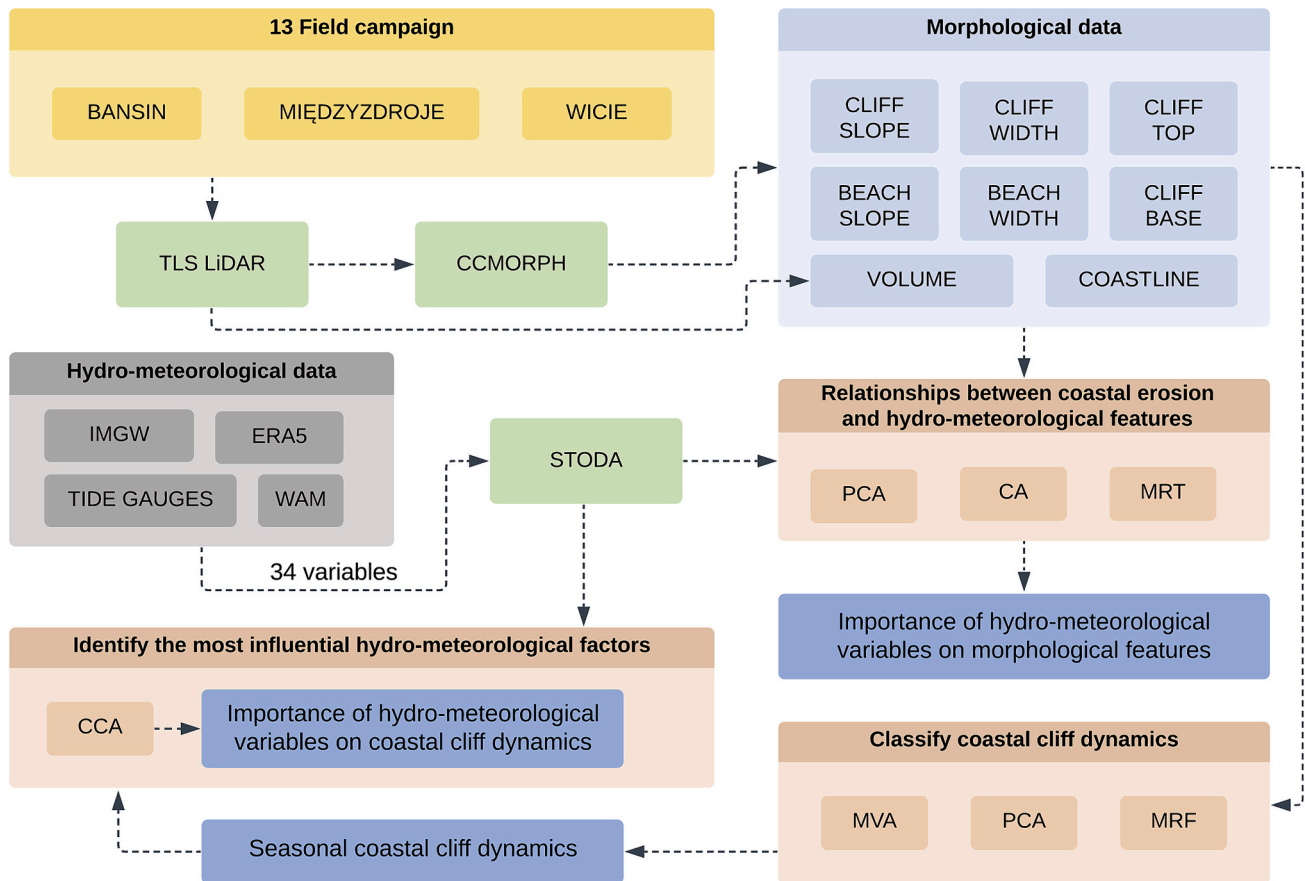 13 Field campaign
BANSIN
MIĘDZYZDROJE
WICIE
Morphological data
CLIFF
SLOPE
CLIFF
WIDTH
CLIFF
TOP
BEACH
SLOPE
BEACH
WIDTH
CLIFF
BASE
VOLUME
COASTLINE
TLS LiDAR
CCMORPH
Hydro-meteorological data
IMGW
ERA5
TIDE GAUGES
WAM
34 variables
STODA
Relationships between coastal erosion
and hydro-meteorological features
PCA
CA
MRT
Importance of hydro-meteorological
variables on morphological features
Identify the most influential hydro-meteorological factors
CCA
Importance of hydro-meteorological
variables on coastal cliff dynamics
Classify coastal cliff dynamics
MVA
PCA
MRF
Seasonal coastal cliff dynamics